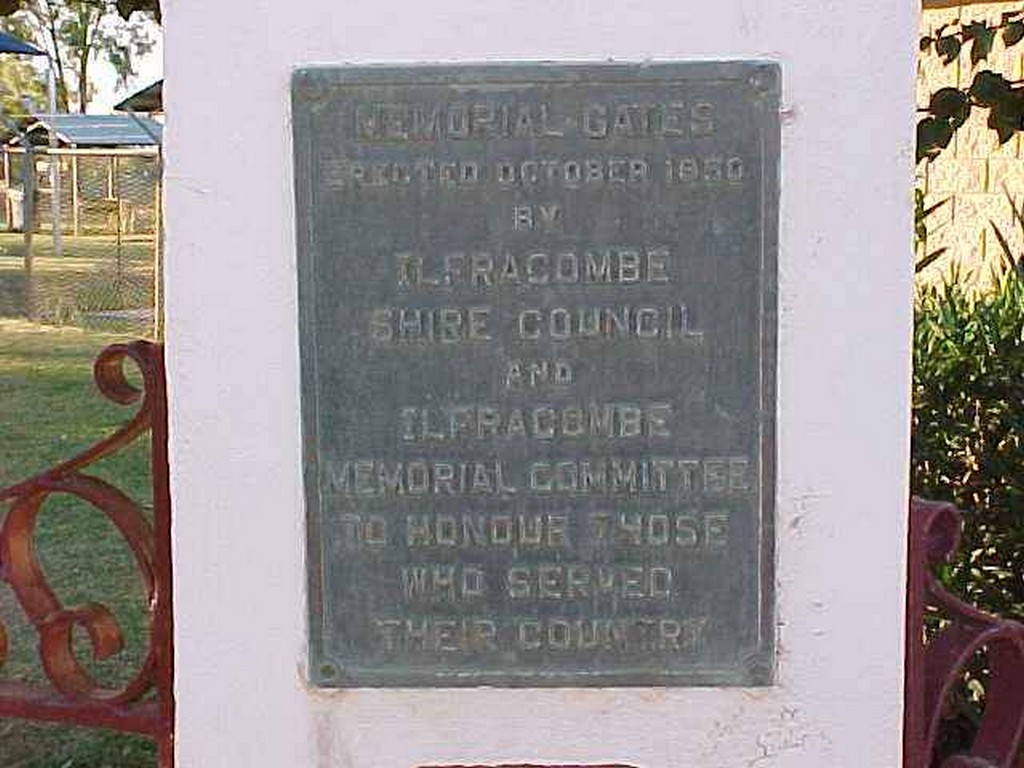 MEMORIAL GATES
ERECTED OCTOBER 1950
BY
ILFRACOMBE
SHIRE COUNCIL
AND
ILFRACOMBE
MEMORIAL COMMITTEE
TO HONOUR THOSE
WHO SERVED
THEIR COUNTRY